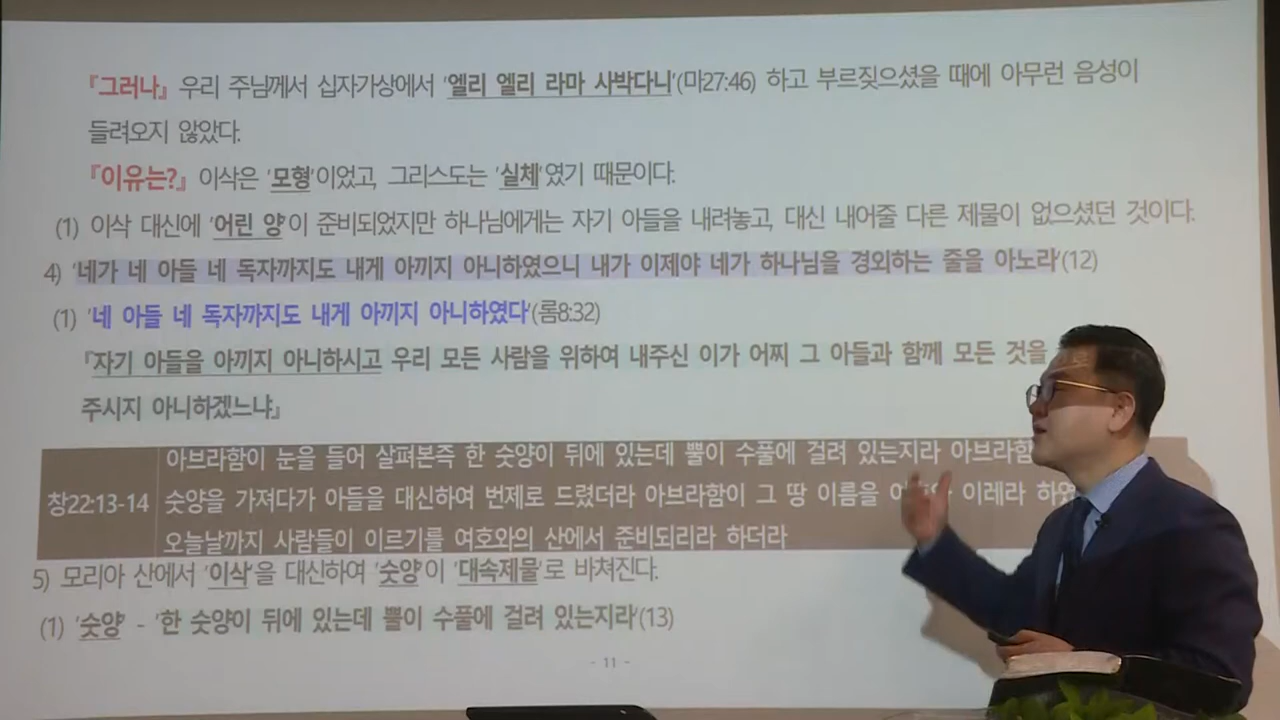 『그러나』 우리 주님께서 십자가상에서 '엘리 엘리 라마 사박다니'(마27:46) 하고 부르짖으셨을 때에 아무런 음성이
들려오지 않았다.
『이유는?』 이삭은 '모형'이었고, 그리스도는 '실체'였기 때문이다.
(1) 이삭 대신에 '어린 양'이 준비되었지만 하나님에게는 자기 아들을 내려놓고, 대신 내어줄 다른 제물이 없으셨던 것이다.
4) '네가 네 아들 네 독자까지도 내게 아끼지 아니하였으니 내가 이제야 네가 하나님을 경외하는 줄을 아노라'(12)
(1) '네 아들 네 독자까지도 내게 아끼지 아니하였다'(롬8:32)
『자기 아들을 아끼지 아니하시고 우리 모든 사람을 위하여 내주신 이가 어찌 그 아들과 함께 모든 것을
주시지 아니하겠느냐』
아브라함이 눈을 들어 살펴본즉 한 숫양이 뒤에 있는데 뿔이 수풀에 걸려 있는지라
창22:13-14 숫양을 가져다가 아들을 대신하여 번제로 드렸더라 아브라함이 그 땅 이름을 이레라
오늘날까지 사람들이 이르기를 여호와의 산에서 준비되리라 하더라
5) 모리아 산에서 '이삭'을 대신하여 '숫양'이 '대속제물'로 바쳐진다.
(1) '숫양' - '한 숫양이 뒤에 있는데 뿔이 수풀에 걸려 있는지라'(13)
- 11 -